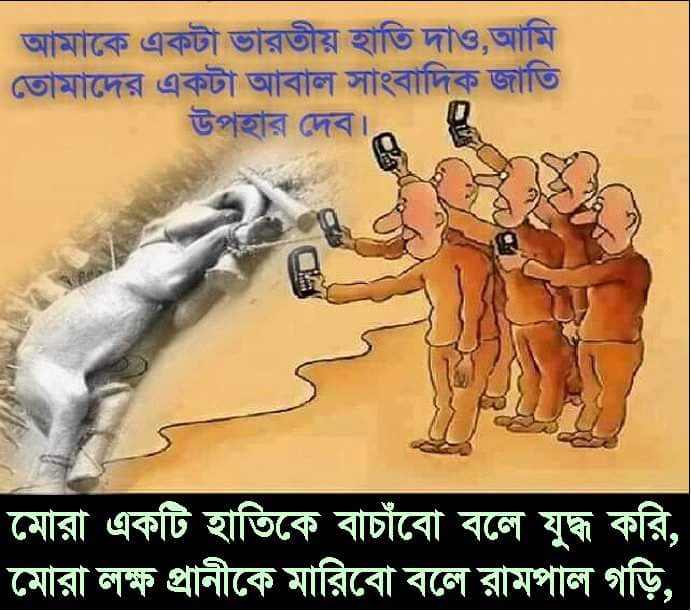 আমাকে একটা ভারতীয় হাতি দাও,আমি
তোমাদের একটা আবাল সাংবাদিক জাতি
উপহার দেব।
মোরা একটি হাতিকে বাচাঁবো বলে যুদ্ধ করি,
মোরা লক্ষ প্রানীকে মারিবো বলে রামপাল গড়ি,